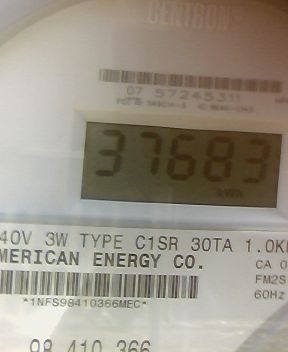 CENTRON
07 57245311
37683
kWh
40V 3W TYPE C1SR 30TA 1.0K
MERICAN ENERGY CO.
CA 0
FM2S
*1NFS98410366MEC*
60Hz
98 410 366